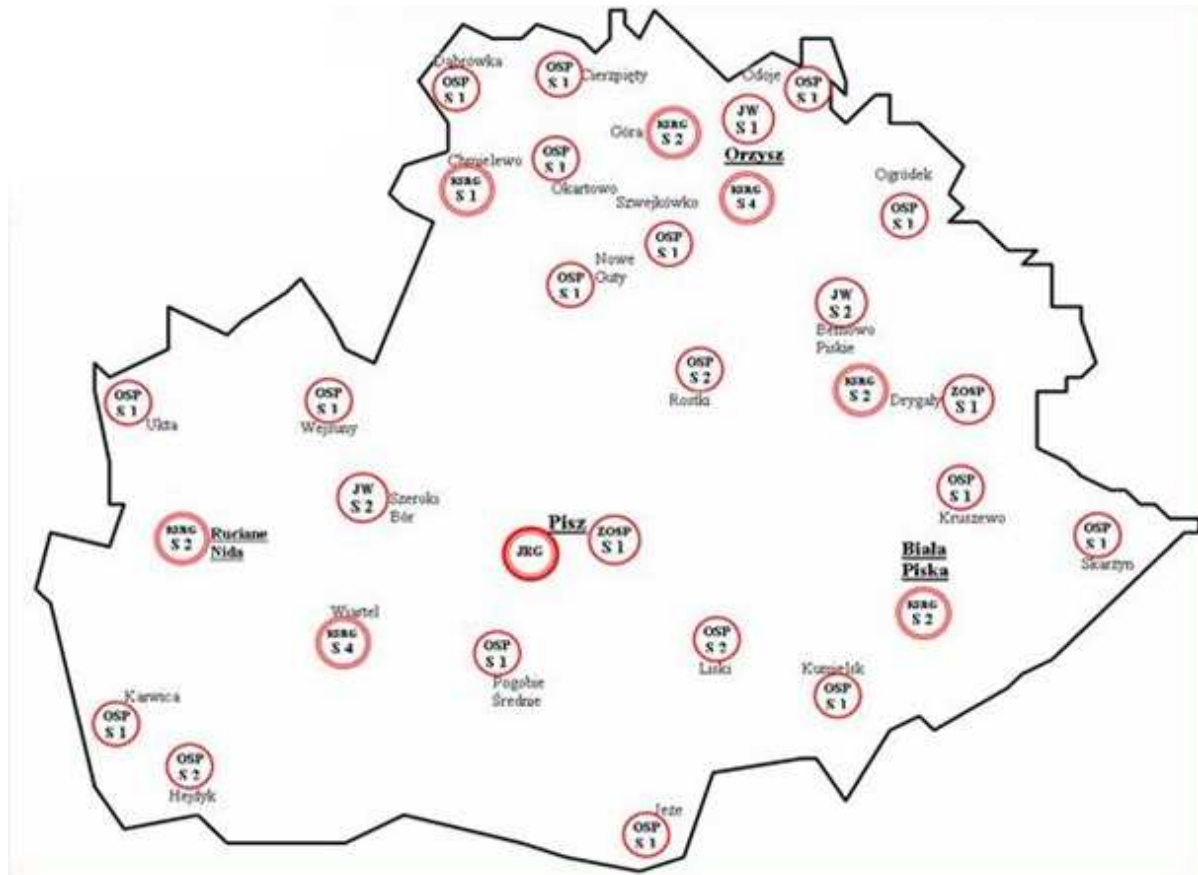 Dąbrówka
OSP
S 1
OSP
S 1
Cierzpięty
Odoje
OSP
S 1
Góra
KSRG
S 2
JW
S 1
Orzysz
Chmielewo
KSRG
S 1
OSP
S 1
Okartowo
KSRG
S 4
Ogródek
OSP
S 1
Szwejkówko
OSP
S 1
Nowe
Guty
OSP
S 1
JW
S 2
Bemowo
Piskie
OSP
S 2
Rostki
KSRG
S 2
Drygały
ZOSP
S 1
OSP
S 1
Ukta
OSP
S 1
Wejsuny
JW
S 2
Szeroki
Bór
OSP
S 1
Kruszewo
KSRG
S 2
Ruciane
Nida
Pisz
JRG
ZOSP
S 1
OSP
S 1
Skarżyn
Biała
Piska
KSRG
S 2
Wiartel
KSRG
S 4
OSP
S 1
Pogobie
Średnie
OSP
S 2
Liski
Kumielsk
OSP
S 1
Karwica
OSP
S 1
OSP
S 2
Hejdyk
Jeże
OSP
S 1